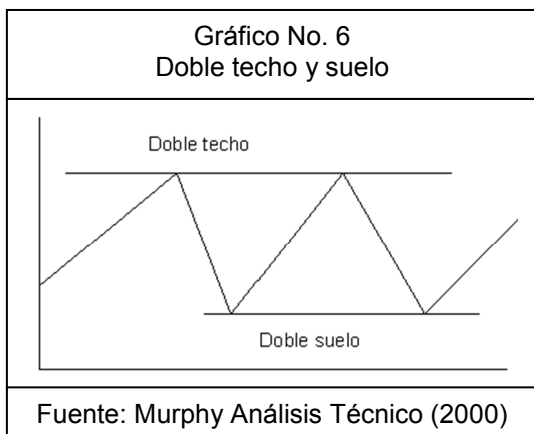 Gráfico No. 6
Doble techo y suelo
Doble techo
Doble suelo
Fuente: Murphy Análisis Técnico (2000)